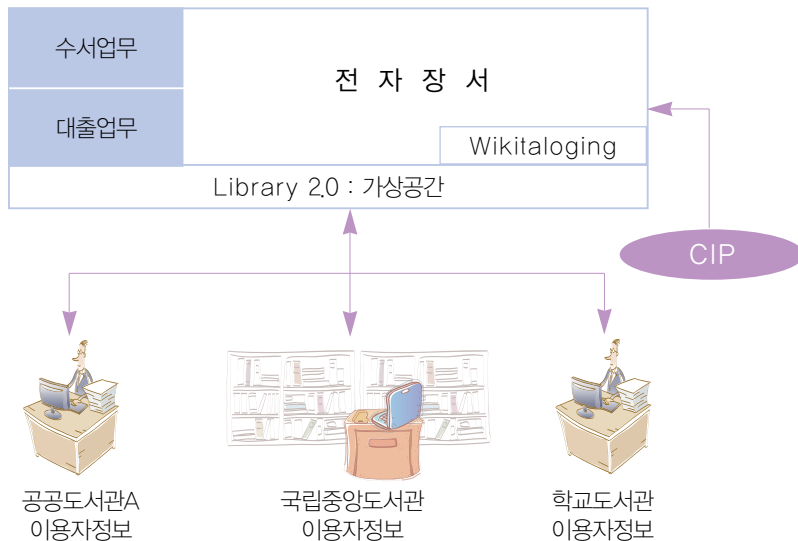 수서업무
전 자 장 서
대출업무
Wikitaloging
Library 2.0 : 가상공간
CIP
공공도서관A
이용자정보
국립중앙도서관
이용자정보
학교도서관
이용자정보